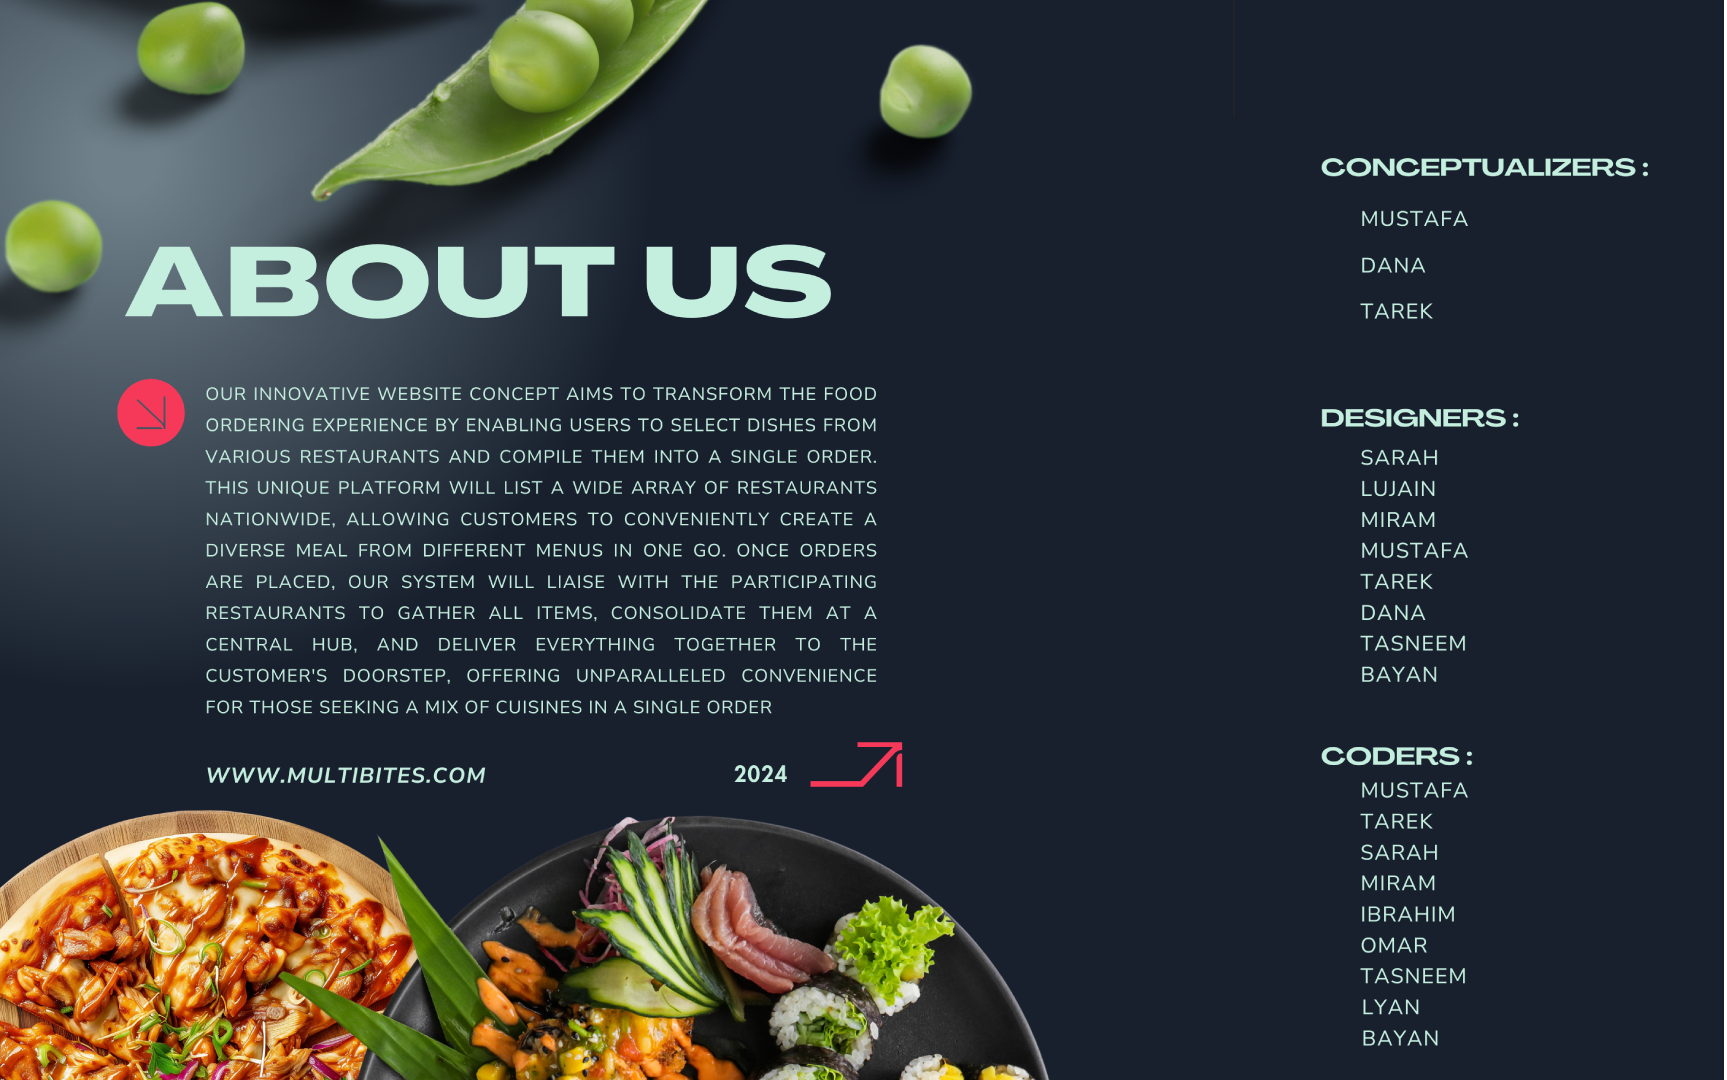 ABOUT US
OUR INNOVATIVE WEBSITE CONCEPT AIMS TO TRANSFORM THE FOOD
ORDERING EXPERIENCE BY ENABLING USERS TO SELECT DISHES FROM
VARIOUS RESTAURANTS AND COMPILE THEM INTO A SINGLE ORDER.
THIS UNIQUE PLATFORM WILL LIST A WIDE ARRAY OF RESTAURANTS
NATIONWIDE, ALLOWING CUSTOMERS TO CONVENIENTLY CREATE A
DIVERSE MEAL FROM DIFFERENT MENUS IN ONE GO. ONCE ORDERS
ARE PLACED, OUR SYSTEM WILL LIAISE WITH THE PARTICIPATING
RESTAURANTS TO GATHER ALL ITEMS, CONSOLIDATE THEM AT A
CENTRAL HUB, AND DELIVER EVERYTHING TOGETHER TO THE
CUSTOMER'S DOORSTEP, OFFERING UNPARALLELED CONVENIENCE
FOR THOSE SEEKING A MIX OF CUISINES IN A SINGLE ORDER
WWW.MULTIBITES.COM
2024
CONCEPTUALIZERS :
MUSTAFA
DANA
TAREK
DESIGNERS :
SARAH
LUJAIN
MIRAM
MUSTAFA
TAREK
DANA
TASNEEM
BAYAN
CODERS :
MUSTAFA
TAREK
SARAH
MIRAM
IBRAHIM
OMAR
TASNEEM
LYAN
BAYAN